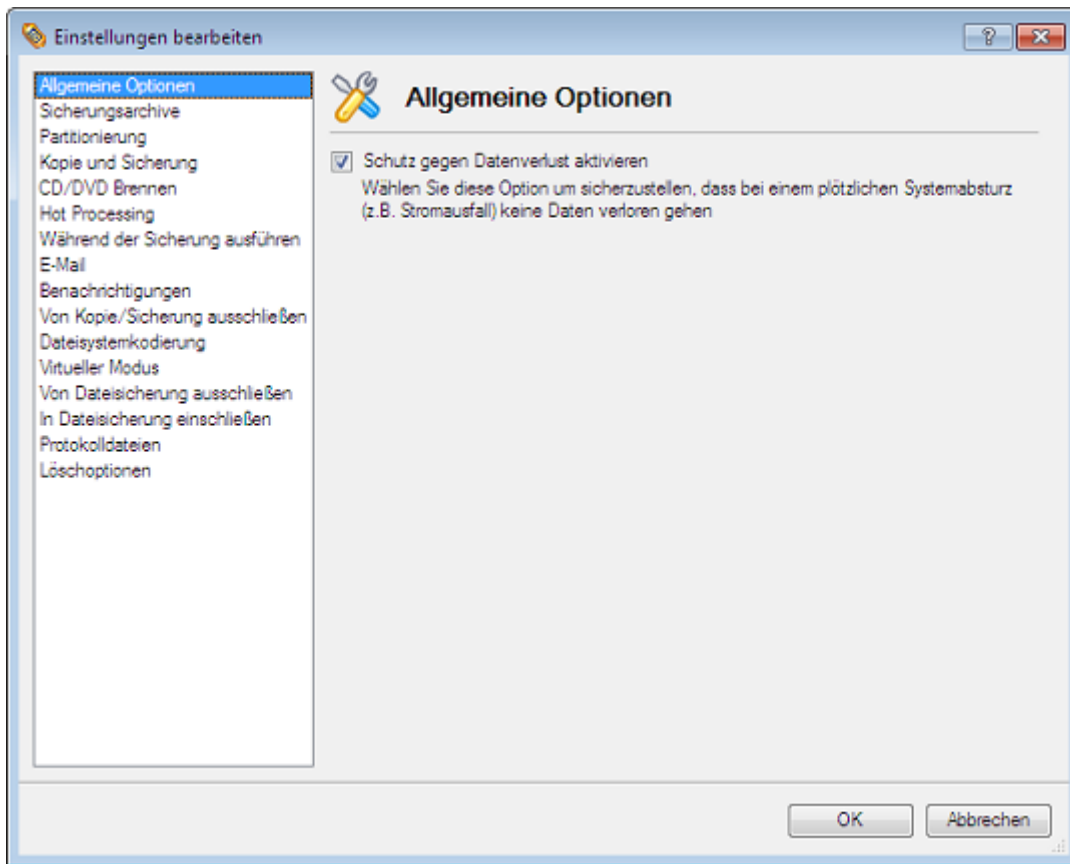 Einstellungen bearbeiten
Allgemeine Optionen
Sicherungsarchive
Partitionierung
Kopie und Sicherung
CD/DVD Brennen
Hot Processing
Während der Sicherung ausführen
E-Mail
Benachrichtigungen
Von Kopie/Sicherung ausschließen
Dateisystemkodierung
Virtueller Modus
Von Dateisicherung ausschließen
In Dateisicherung einschließen
Protokolldateien
Löschoptionen
Allgemeine Optionen
Schutz gegen Datenverlust aktivieren
Wählen Sie diese Option um sicherzustellen, dass bei einem plötzlichen Systemabsturz
(z.B. Stromausfall) keine Daten verloren gehen
OK
Abbrechen